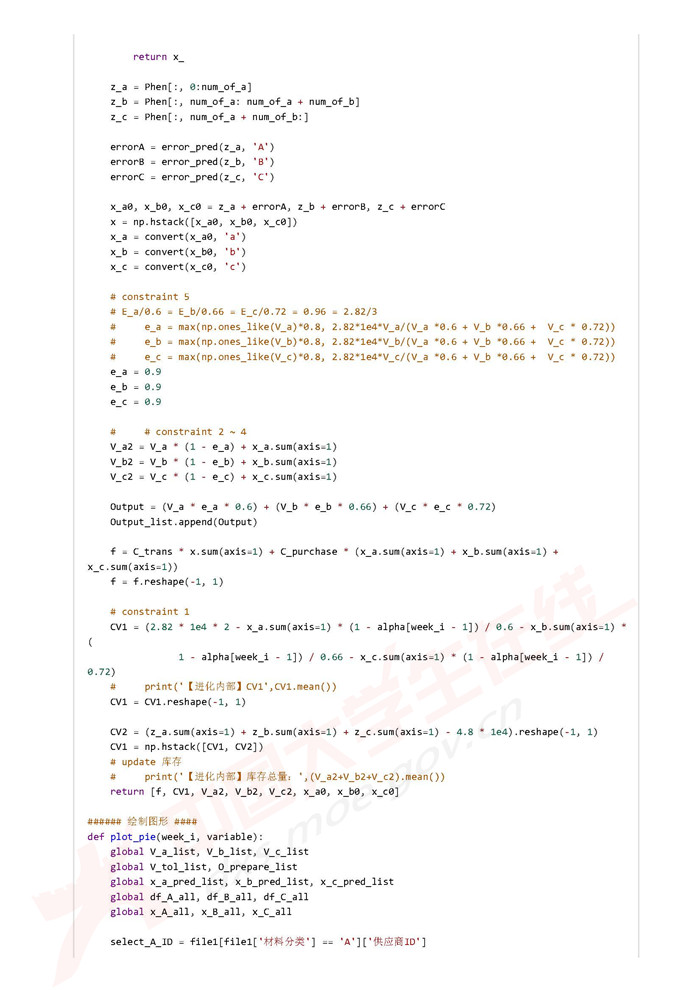 return x_
z_a = Phen[:, 0:num_of_a]
z_b = Phen[:, num_of_a: num_of_a + num_of_b]
z_c = Phen[:, num_of_a + num_of_b:]
errorA = error_pred(z_a, 'A')
errorB = error_pred(z_b, 'B')
errorC = error_pred(z_c, 'C')
x_a0, x_b0, x_c0 = z_a + errorA, z_b + errorB, z_c + errorC
x = np.hstack([x_a0, x_b0, x_c0])
x_a = convert(x_a0, 'a')
x_b = convert(x_b0, 'b')
x_c = convert(x_c0, 'c')
# constraint 5
# E_a/0.6 = E_b/0.66 = E_c/0.72 = 0.96 = 2.82/3
#     e_a = max(np.ones_like(V_a)*0.8, 2.82*1e4*V_a/(V_a *0.6 + V_b *0.66 +  V_c * 0.72))
#     e_b = max(np.ones_like(V_b)*0.8, 2.82*1e4*V_b/(V_a *0.6 + V_b *0.66 +  V_c * 0.72))
#     e_c = max(np.ones_like(V_c)*0.8, 2.82*1e4*V_c/(V_a *0.6 + V_b *0.66 +  V_c * 0.72))
e_a = 0.9
e_b = 0.9
e_c = 0.9
#     # constraint 2 ~ 4
V_a2 = V_a * (1 - e_a) + x_a.sum(axis=1)
V_b2 = V_b * (1 - e_b) + x_b.sum(axis=1)
V_c2 = V_c * (1 - e_c) + x_c.sum(axis=1)
Output = (V_a * e_a * 0.6) + (V_b * e_b * 0.66) + (V_c * e_c * 0.72)
Output_list.append(Output)
f = C_trans * x.sum(axis=1) + C_purchase * (x_a.sum(axis=1) + x_b.sum(axis=1) +
x_c.sum(axis=1))
f = f.reshape(-1, 1)
# constraint 1
CV1 = (2.82 * 1e4 * 2 - x_a.sum(axis=1) * (1 - alpha[week_i - 1]) / 0.6 - x_b.sum(axis=1) *
(
1 - alpha[week_i - 1]) / 0.66 - x_c.sum(axis=1) * (1 - alpha[week_i - 1]) /
0.72)
#     print('【进化内部】CV1',CV1.mean())
CV1 = CV1.reshape(-1, 1)
CV2 = (z_a.sum(axis=1) + z_b.sum(axis=1) + z_c.sum(axis=1) - 4.8 * 1e4).reshape(-1, 1)
CV1 = np.hstack([CV1, CV2])
# update 库存
#     print('【进化内部】库存总量：',(V_a2+V_b2+V_c2).mean())
return [f, CV1, V_a2, V_b2, V_c2, x_a0, x_b0, x_c0]
###### 绘制图形 ####
def plot_pie(week_i, variable):
global V_a_list, V_b_list, V_c_list
global V_tol_list, O_prepare_list
global x_a_pred_list, x_b_pred_list, x_c_pred_list
global df_A_all, df_B_all, df_C_all
global x_A_all, x_B_all, x_C_all
select_A_ID = file1[file1['材料分类'] == 'A']['供应商ID']
中国大学生在线